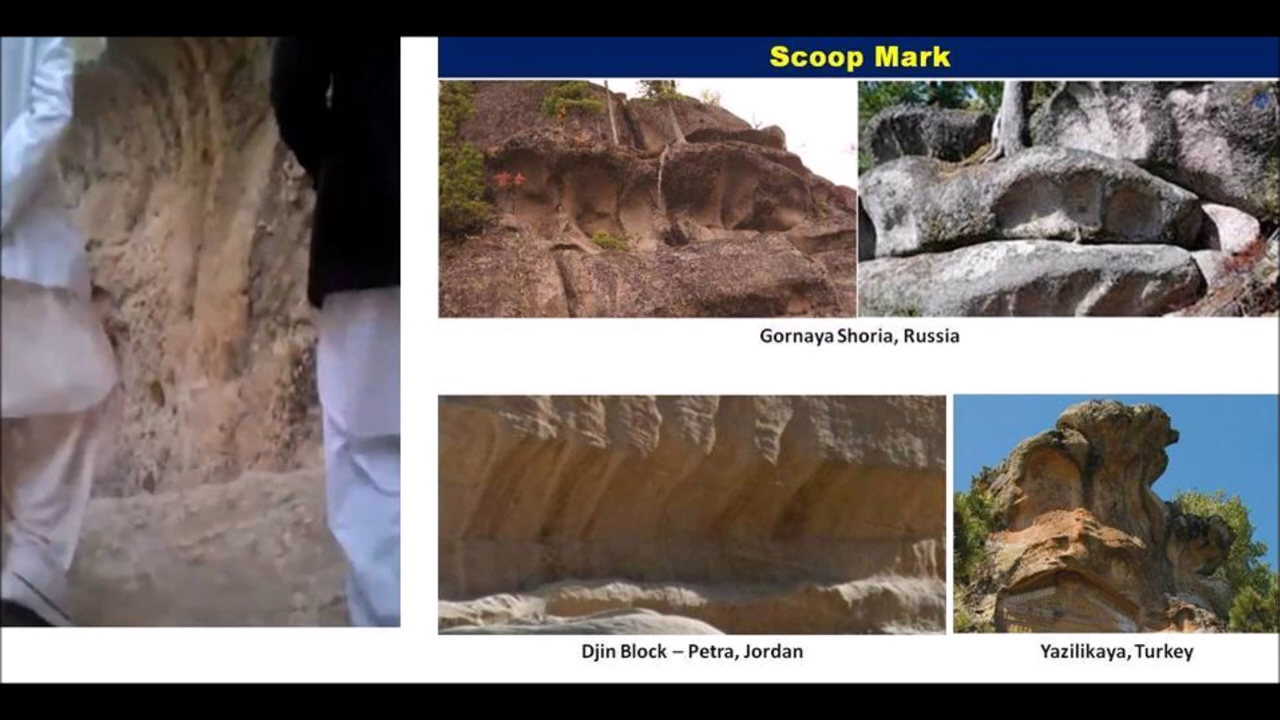 Scoop Mark
Gornaya Shoria, Russia
Djin Block – Petra, Jordan
Yazilikaya, Turkey